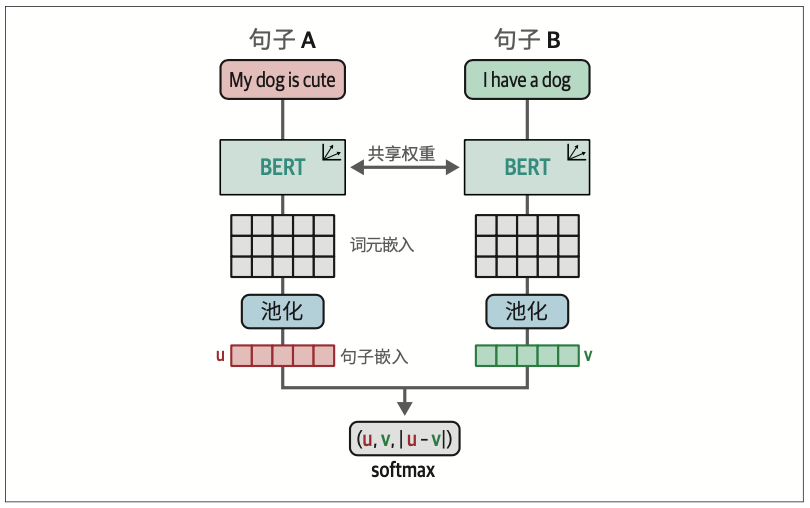 句子 A
句子 B
My dog is cute
I have a dog
BERT
共享权重
BERT
词元嵌入
池化
池化
u
句子嵌入
v
(u, v, | u - v|)
softmax